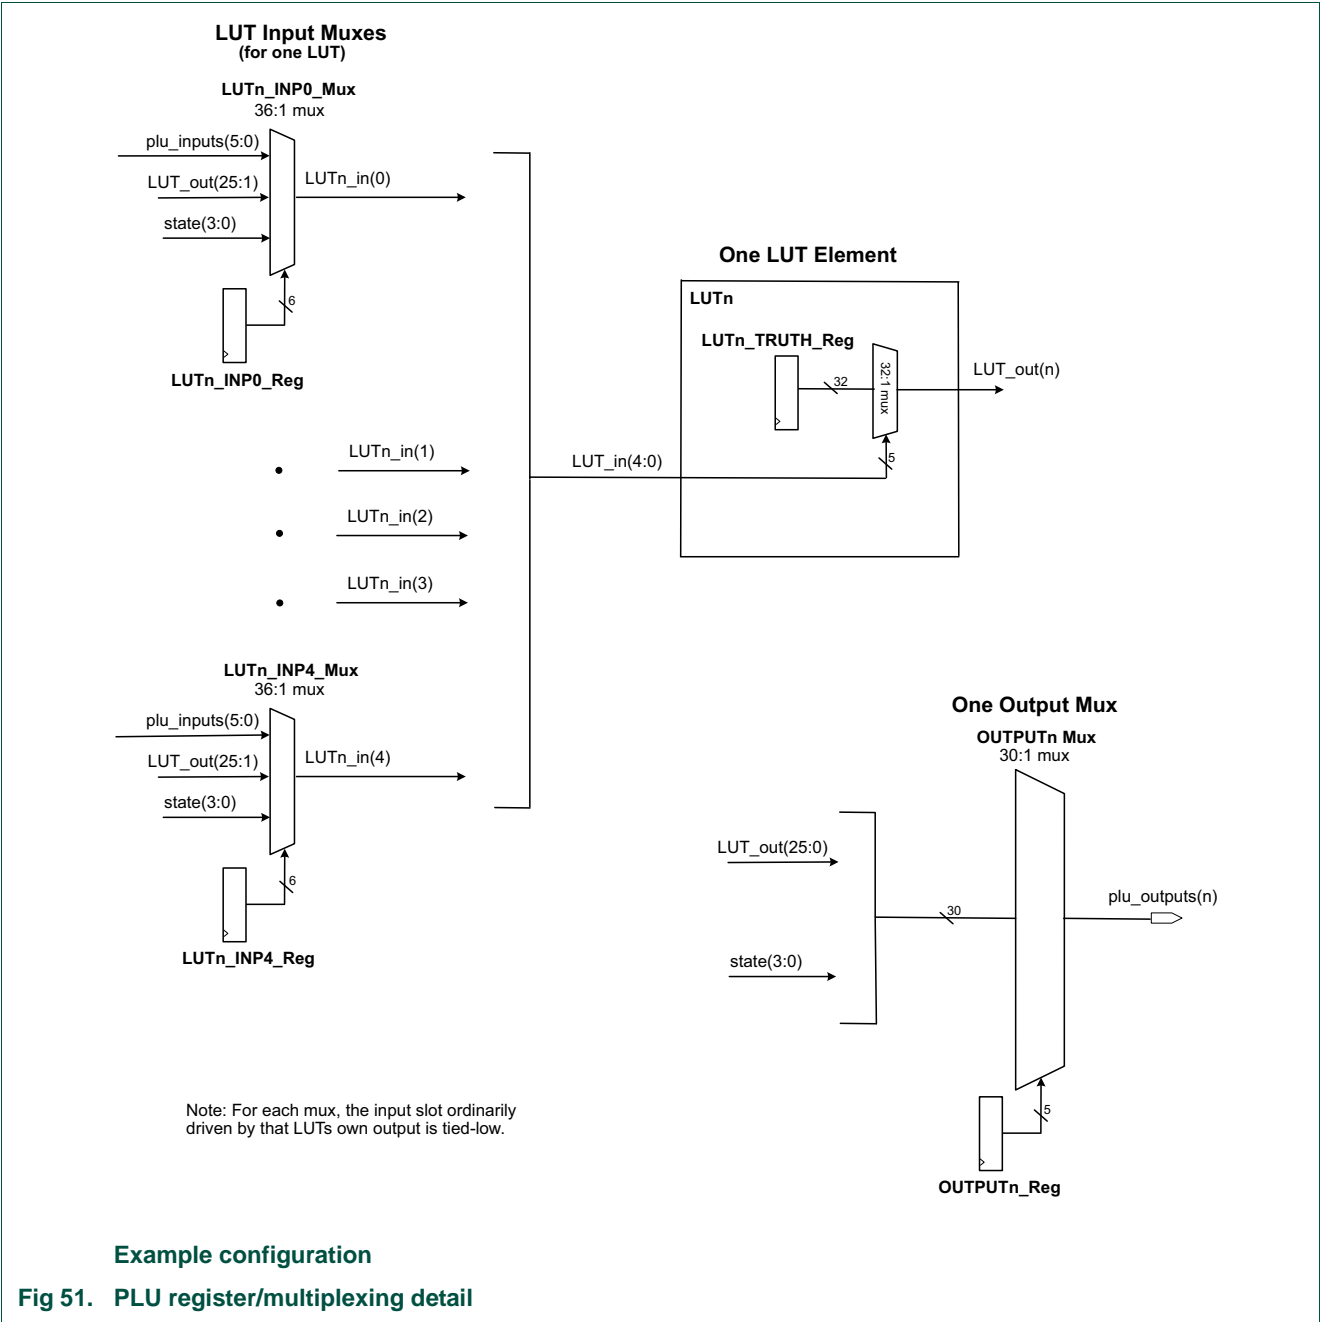 LUT Input Muxes
(for one LUT)
LUTn_INP0_Mux
36:1 mux
plu_inputs(5:0)
LUT_out(25:1)
state(3:0)
LUTn_in(0)
6
LUTn_INP0_Reg
LUTn_in(1)
LUTn_in(2)
LUTn_in(3)
LUTn_INP4_Mux
36:1 mux
plu_inputs(5:0)
LUT_out(25:1)
state(3:0)
LUTn_in(4)
6
LUTn_INP4_Reg
LUT_in(4:0)
One LUT Element
LUTn
LUTn_TRUTH_Reg
32
32:1 mux
5
LUT_out(n)
One Output Mux
OUTPUTn Mux
30:1 mux
LUT_out(25:0)
state(3:0)
30
plu_outputs(n)
5
OUTPUTn_Reg
Note: For each mux, the input slot ordinarily
driven by that LUTs own output is tied-low.
Example configuration
Fig 51. PLU register/multiplexing detail